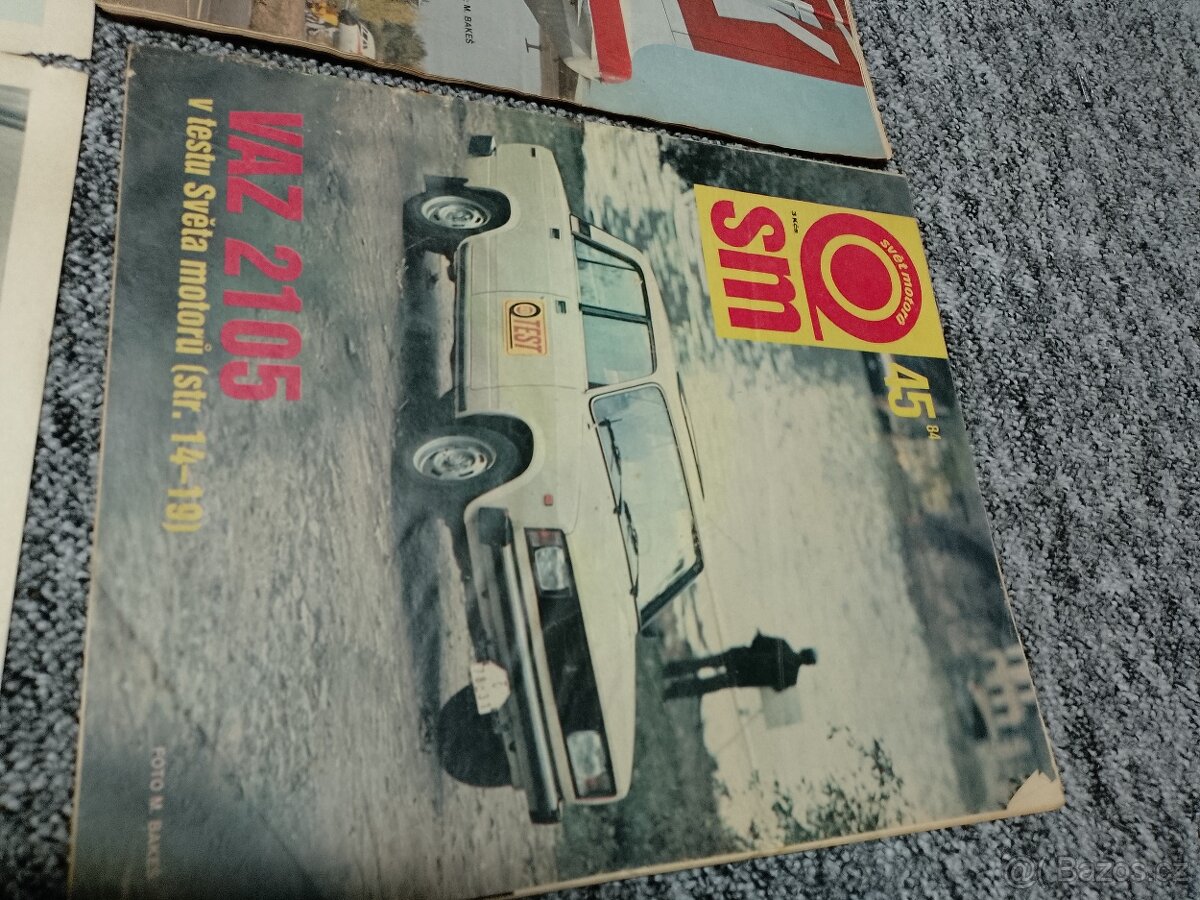 M. BAKEŠ
svět motorů
3 KČS
sm
45 84
TEST
VAZ 2105
v testu Světa motorů (str. 14–19)
FOTO M. BAKEŠ
Bazos.cz